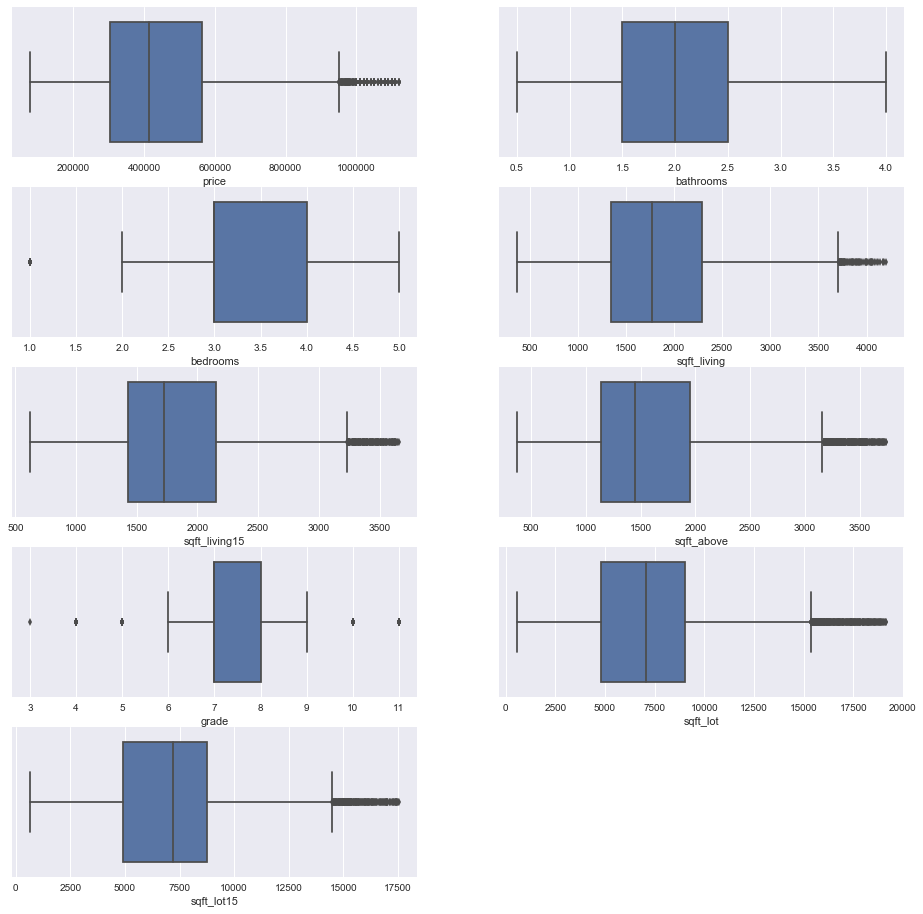 200000 400000 600000 800000 1000000
price
0.5 1.0 1.5 2.0 2.5 3.0 3.5 4.0
bathrooms
1.0 1.5 2.0 2.5 3.0 3.5 4.0 4.5 5.0
bedrooms
500 1000 1500 2000 2500 3000 3500 4000
sqft_living
500 1000 1500 2000 2500 3000 3500
sqft_living15
500 1000 1500 2000 2500 3000 3500
sqft_above
3 4 5 6 7 8 9 10 11
grade
0 2500 5000 7500 10000 12500 15000 17500 20000
sqft_lot
0 2500 5000 7500 10000 12500 15000 17500
sqft_lot15